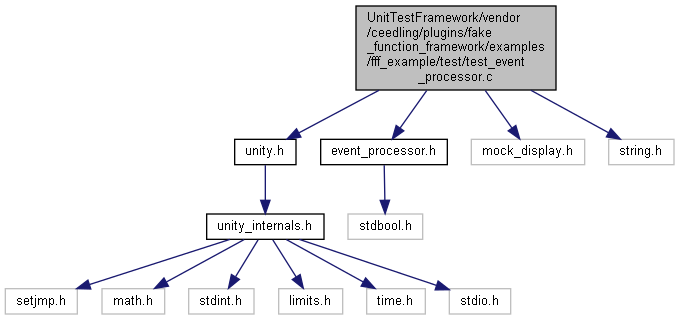 UnitTestFramework/vendor
/ceedling/plugins/fake
_function_framework/examples
/fff_example/test/test_event
_processor.c
unity.h
event_processor.h
mock_display.h
string.h
unity_internals.h
stdbool.h
setjmp.h
math.h
stdint.h
limits.h
time.h
stdio.h